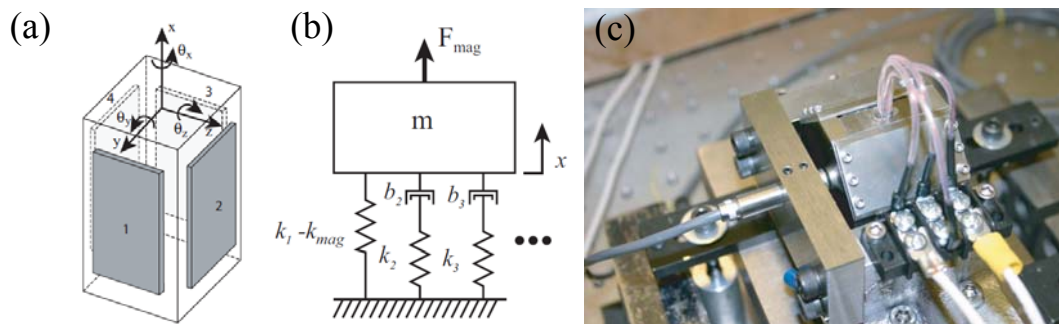 (a)
x
θx
4
3
θy
θz
z
y
1
2
(b)
Fmag
m
x
b2
b3
k1 -kmag
k2
k3
•••
(c)